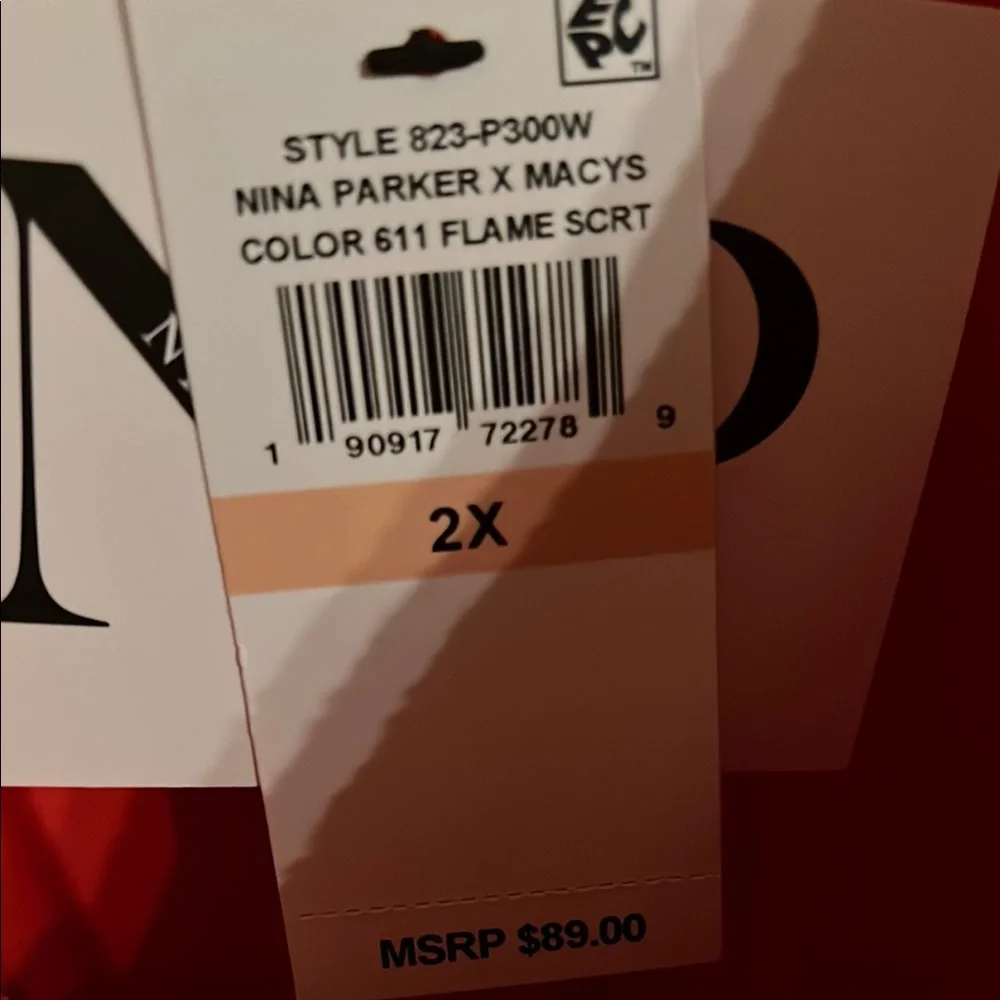 EPC
TM
STYLE 823-P300W
NINA PARKER X MACYS
COLOR 611 FLAME SCRT
1 90917 72278 9
2X
MSRP $89.00
N